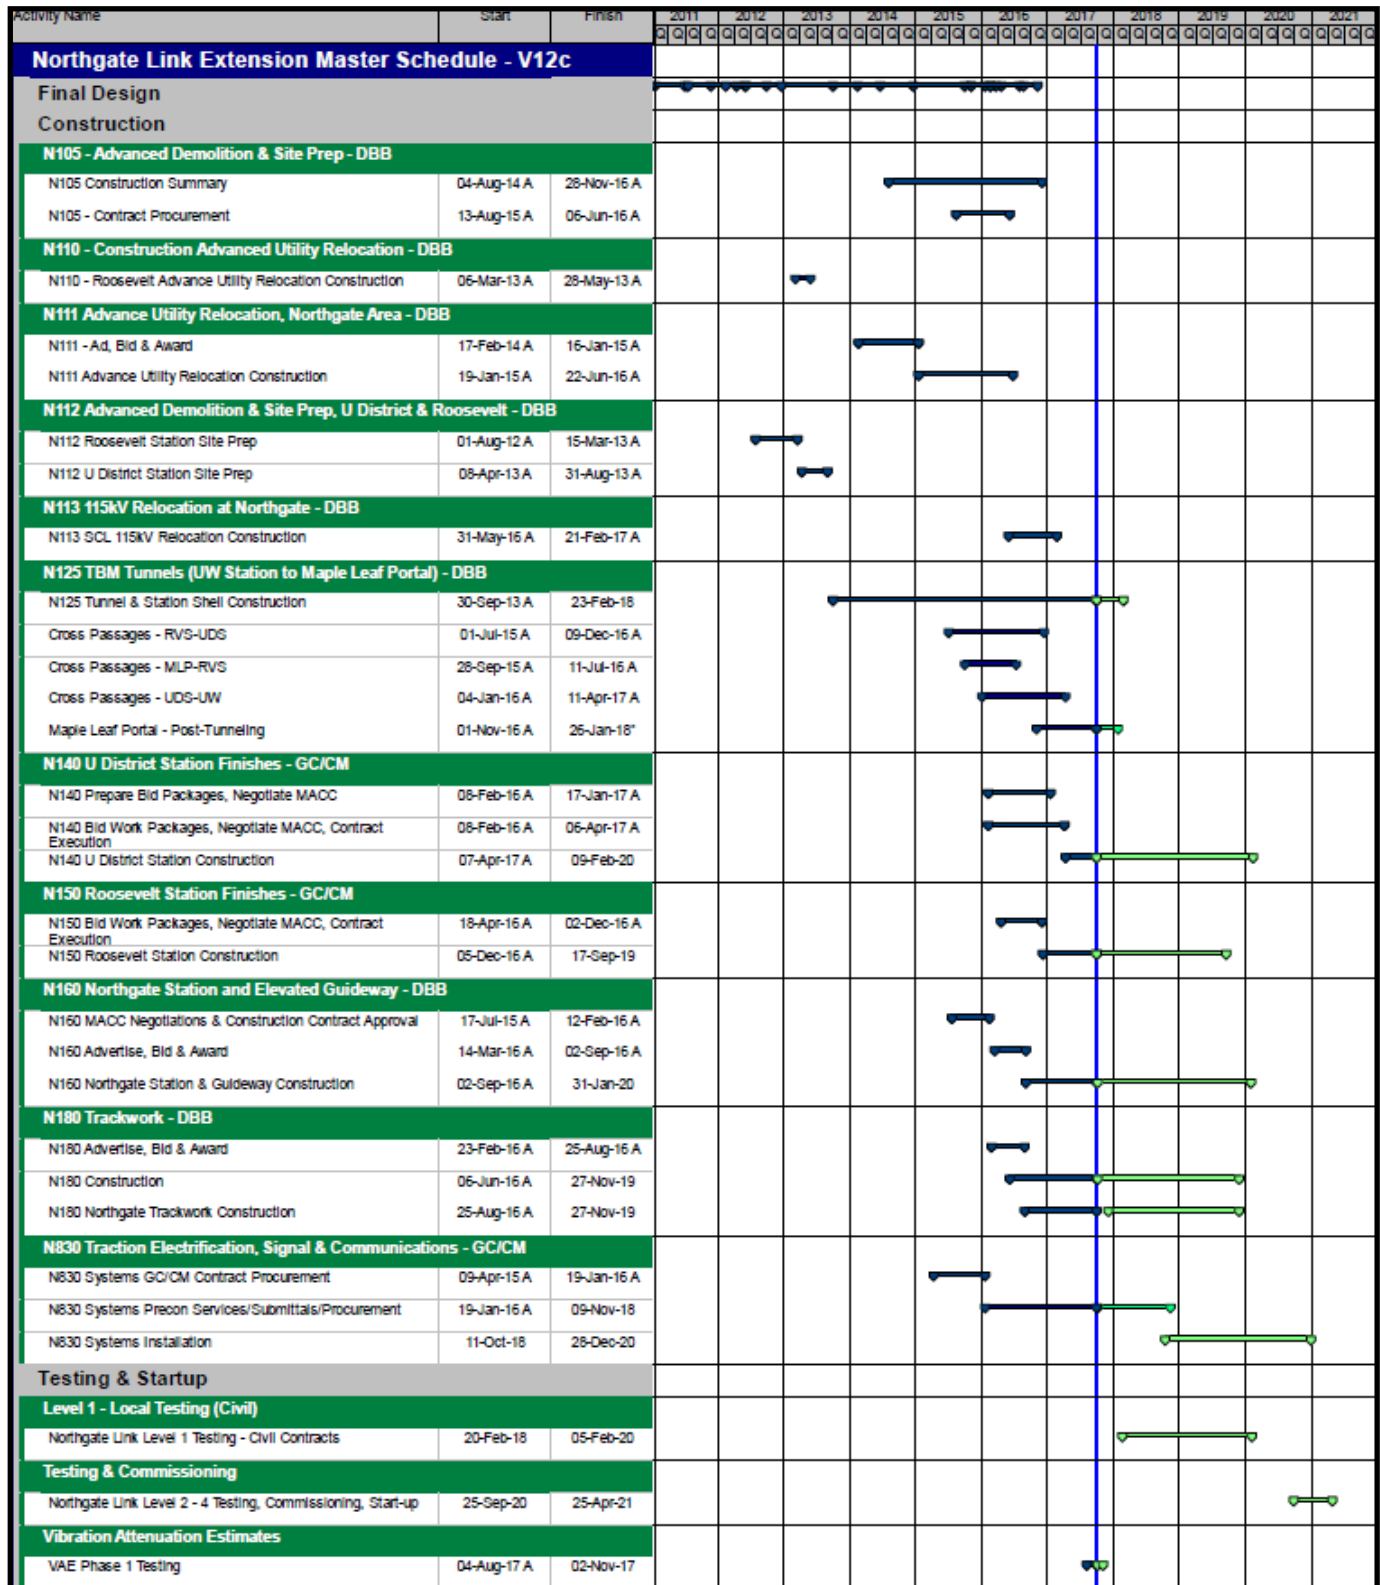 Activity Name Start Finish 2011 2012 2013 2014 2015 2016 2017 2018 2019 2020 2021
Q Q Q Q Q Q Q Q Q Q Q Q Q Q Q Q Q Q Q Q Q Q Q Q Q Q Q Q Q Q Q Q Q Q Q Q Q Q Q Q Q Q Q Q
Northgate Link Extension Master Schedule - V12c
Final Design
Construction
N105 - Advanced Demolition & Site Prep - DBB
N105 Construction Summary 04-Aug-14 A 28-Nov-16 A
N105 - Contract Procurement 13-Aug-15 A 06-Jun-16 A
N110 - Construction Advanced Utility Relocation - DBB
N110 - Roosevelt Advance Utility Relocation Construction 06-Mar-13 A 28-May-13 A
N111 Advance Utility Relocation, Northgate Area - DBB
N111 - Ad, Bid & Award 17-Feb-14 A 16-Jan-15 A
N111 Advance Utility Relocation Construction 19-Jan-15 A 22-Jun-16 A
N112 Advanced Demolition & Site Prep, U District & Roosevelt - DBB
N112 Roosevelt Station Site Prep 01-Aug-12 A 15-Mar-13 A
N112 U District Station Site Prep 08-Apr-13 A 31-Aug-13 A
N113 115kV Relocation at Northgate - DBB
N113 SCL 115kV Relocation Construction 31-May-16 A 21-Feb-17 A
N125 TBM Tunnels (UW Station to Maple Leaf Portal) - DBB
N125 Tunnel & Station Shell Construction 30-Sep-13 A 23-Feb-18
Cross Passages - RVS-UDS 01-Jul-15 A 09-Dec-16 A
Cross Passages - MLP-RVS 28-Sep-15 A 11-Jul-16 A
Cross Passages - UDS-UW 04-Jan-16 A 11-Apr-17 A
Maple Leaf Portal - Post-Tunneling 01-Nov-16 A 26-Jan-18*
N140 U District Station Finishes - GC/CM
N140 Prepare Bid Packages, Negotiate MACC 08-Feb-16 A 17-Jan-17 A
N140 Bid Work Packages, Negotiate MACC, Contract 08-Feb-16 A 06-Apr-17 A
Execution
N140 U District Station Construction 07-Apr-17 A 09-Feb-20
N150 Roosevelt Station Finishes - GC/CM
N150 Bid Work Packages, Negotiate MACC, Contract 18-Apr-16 A 02-Dec-16 A
Execution
N150 Roosevelt Station Construction 05-Dec-16 A 17-Sep-19
N160 Northgate Station and Elevated Guideway - DBB
N160 MACC Negotiations & Construction Contract Approval 17-Jul-15 A 12-Feb-16 A
N160 Advertise, Bid & Award 14-Mar-16 A 02-Sep-16 A
N160 Northgate Station & Guideway Construction 02-Sep-16 A 31-Jan-20
N180 Trackwork - DBB
N180 Advertise, Bid & Award 23-Feb-16 A 25-Aug-16 A
N180 Construction 06-Jun-16 A 27-Nov-19
N180 Northgate Trackwork Construction 25-Aug-16 A 27-Nov-19
N830 Traction Electrification, Signal & Communications - GC/CM
N830 Systems GC/CM Contract Procurement 09-Apr-15 A 19-Jan-16 A
N830 Systems Precon Services/Submittals/Procurement 19-Jan-16 A 09-Nov-18
N830 Systems Installation 11-Oct-18 28-Dec-20
Testing & Startup
Level 1 - Local Testing (Civil)
Northgate Link Level 1 Testing - Civil Contracts 20-Feb-18 05-Feb-20
Testing & Commissioning
Northgate Link Level 2 - 4 Testing, Commissioning, Start-up 25-Sep-20 25-Apr-21
Vibration Attenuation Estimates
VAE Phase 1 Testing 04-Aug-17 A 02-Nov-17